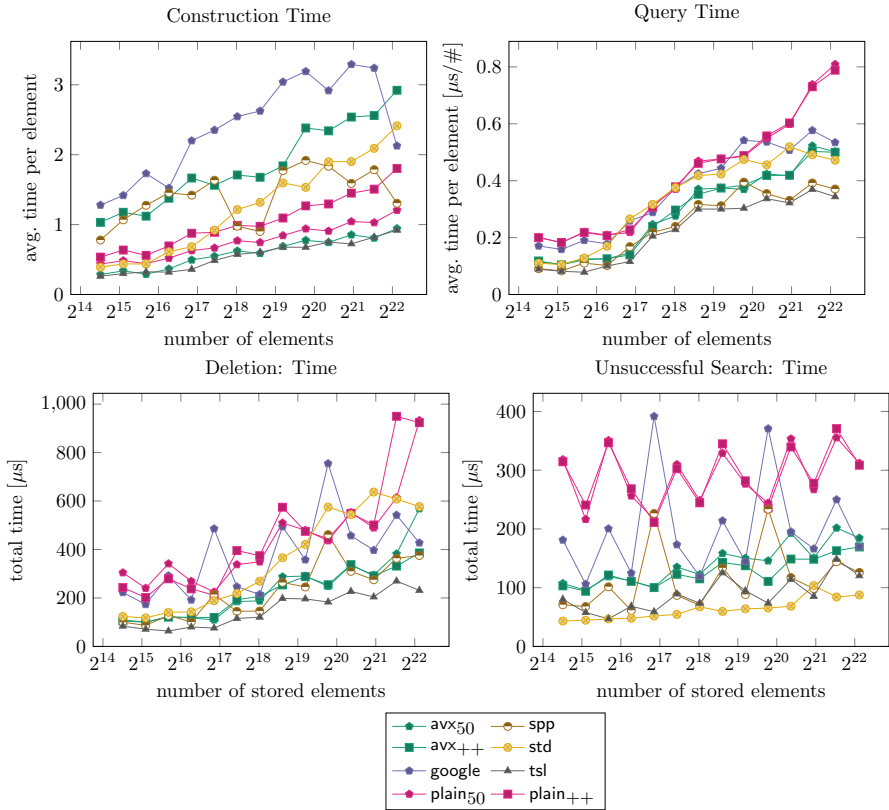 Construction Time
avg. time per element
3
2
1
0
2^14 2^15 2^16 2^17 2^18 2^19 2^20 2^21 2^22
number of elements
Query Time
avg. time per element [µs/#]
0.8
0.6
0.4
0.2
0
2^14 2^15 2^16 2^17 2^18 2^19 2^20 2^21 2^22
number of elements
Deletion: Time
total time [µs]
1,000
800
600
400
200
0
2^14 2^15 2^16 2^17 2^18 2^19 2^20 2^21 2^22
number of stored elements
Unsuccessful Search: Time
total time [µs]
400
300
200
100
0
2^14 2^15 2^16 2^17 2^18 2^19 2^20 2^21 2^22
number of stored elements
avx50 spp
avx++ std
google tsl
plain50 plain++